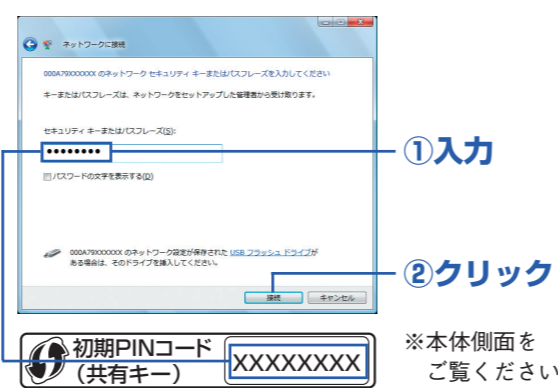 ネットワークに接続
000A79XXXXXX のネットワーク セキュリティ キーまたはパスフレーズを入力してください
キーまたはパスフレーズは、ネットワークをセットアップした管理者から受け取ります。
セキュリティ キーまたはパスフレーズ(S):
●●●●●●●●
①入力
パスワードの文字を表示する(D)
000A79XXXXXX のネットワーク設定が保存された USB フラッシュ ドライブが
ある場合は、そのドライブを挿入してください。
②クリック
接続 キャンセル
初期PINコード
(共有キー)
XXXXXXXX
※本体側面を
ご覧ください